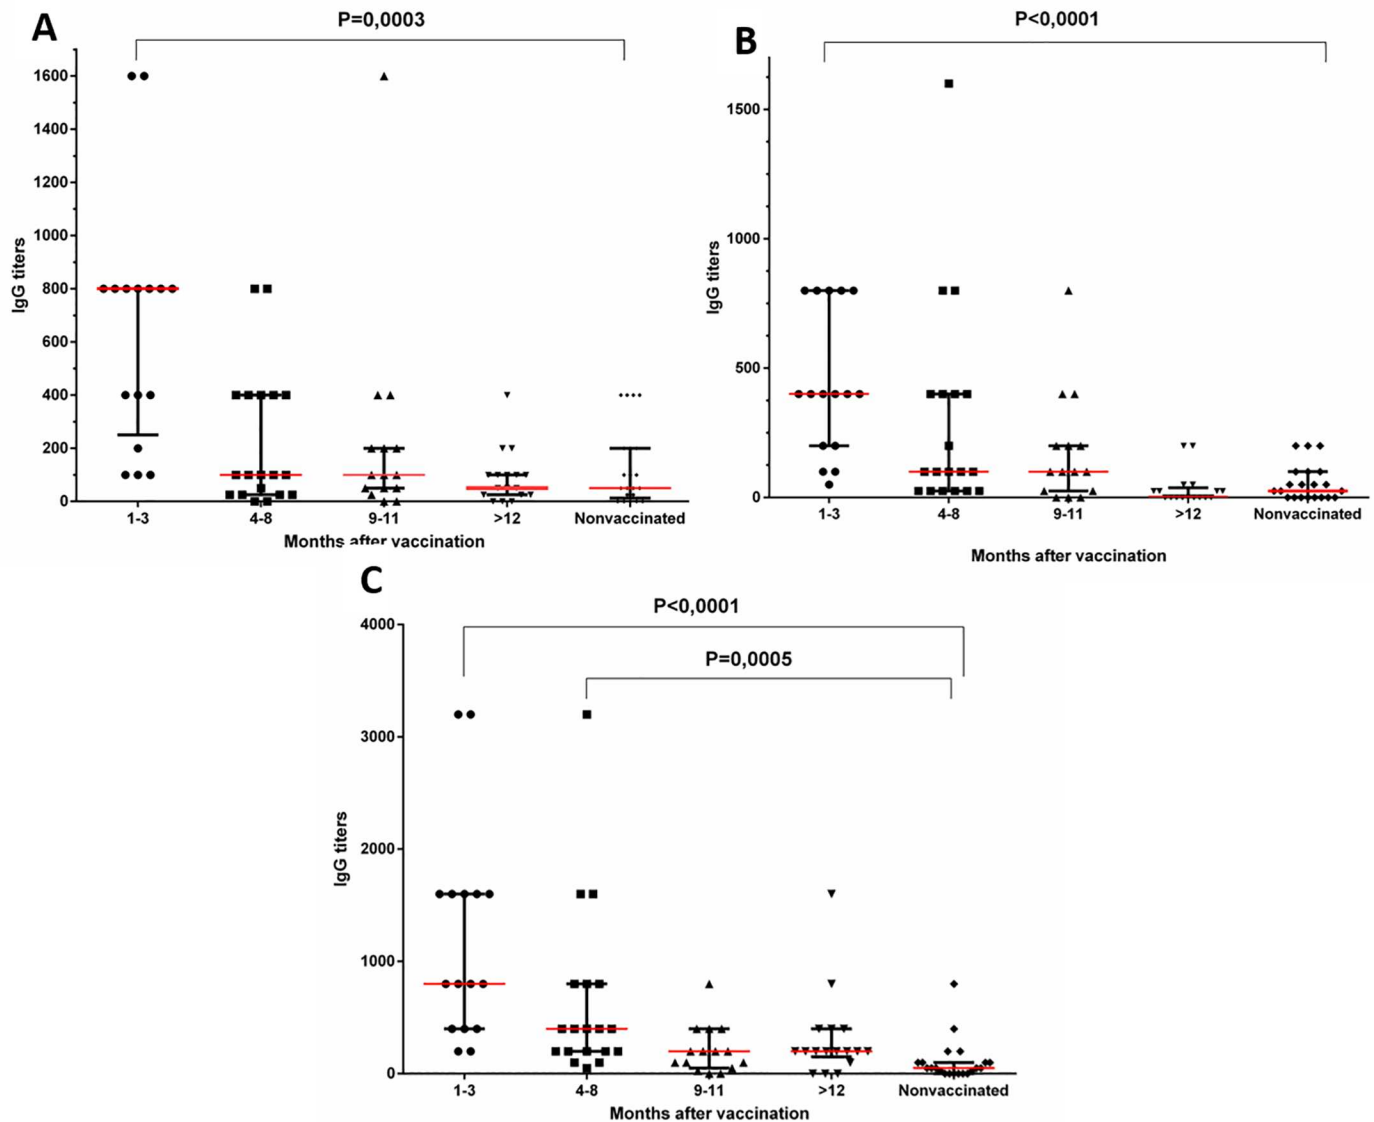 A
P=0,0003
IgG titers
1600
1400
1200
1000
800
600
400
200
0
1-3 4-8 9-11 >12 Nonvaccinated
Months after vaccination
B
P<0,0001
IgG titers
1500
1000
500
0
1-3 4-8 9-11 >12 Nonvaccinated
Months after vaccination
C
P<0,0001
P=0,0005
IgG titers
4000
3000
2000
1000
0
1-3 4-8 9-11 >12 Nonvaccinated
Months after vaccination